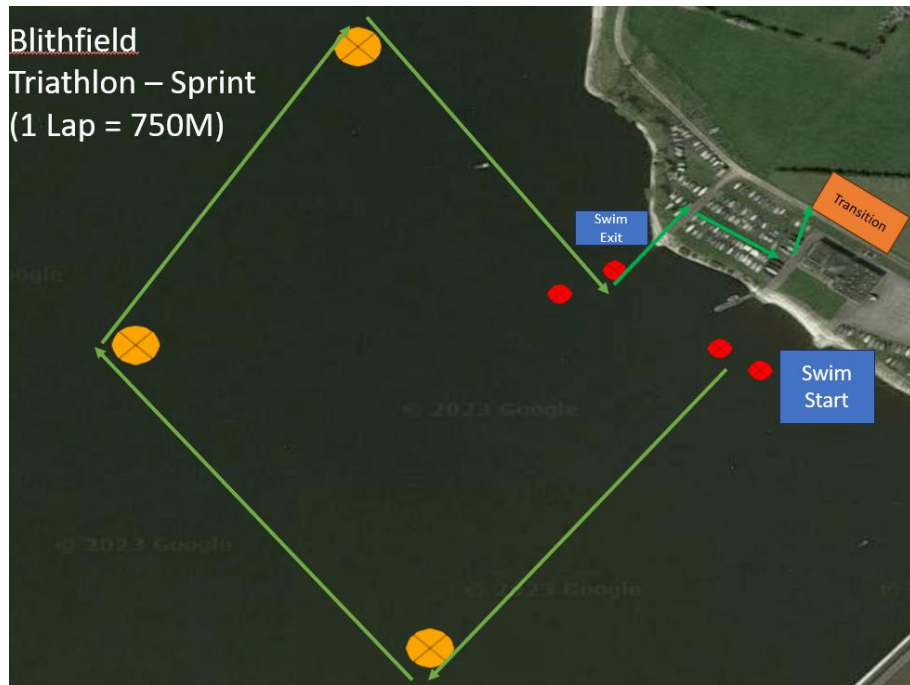 Blithfield
Triathlon – Sprint
(1 Lap = 750M)
Swim
Exit
Transition
Swim
Start
© 2023 Google
© 2023 Google
© 2023 Google